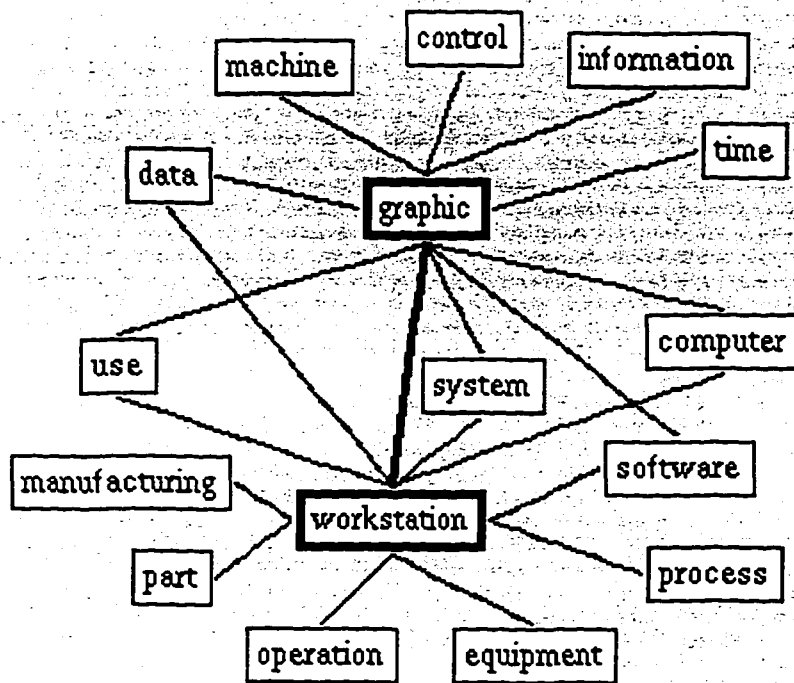 control
machine
information
time
data
graphic
computer
use
system
software
manufacturing
workstation
part
process
operation
equipment